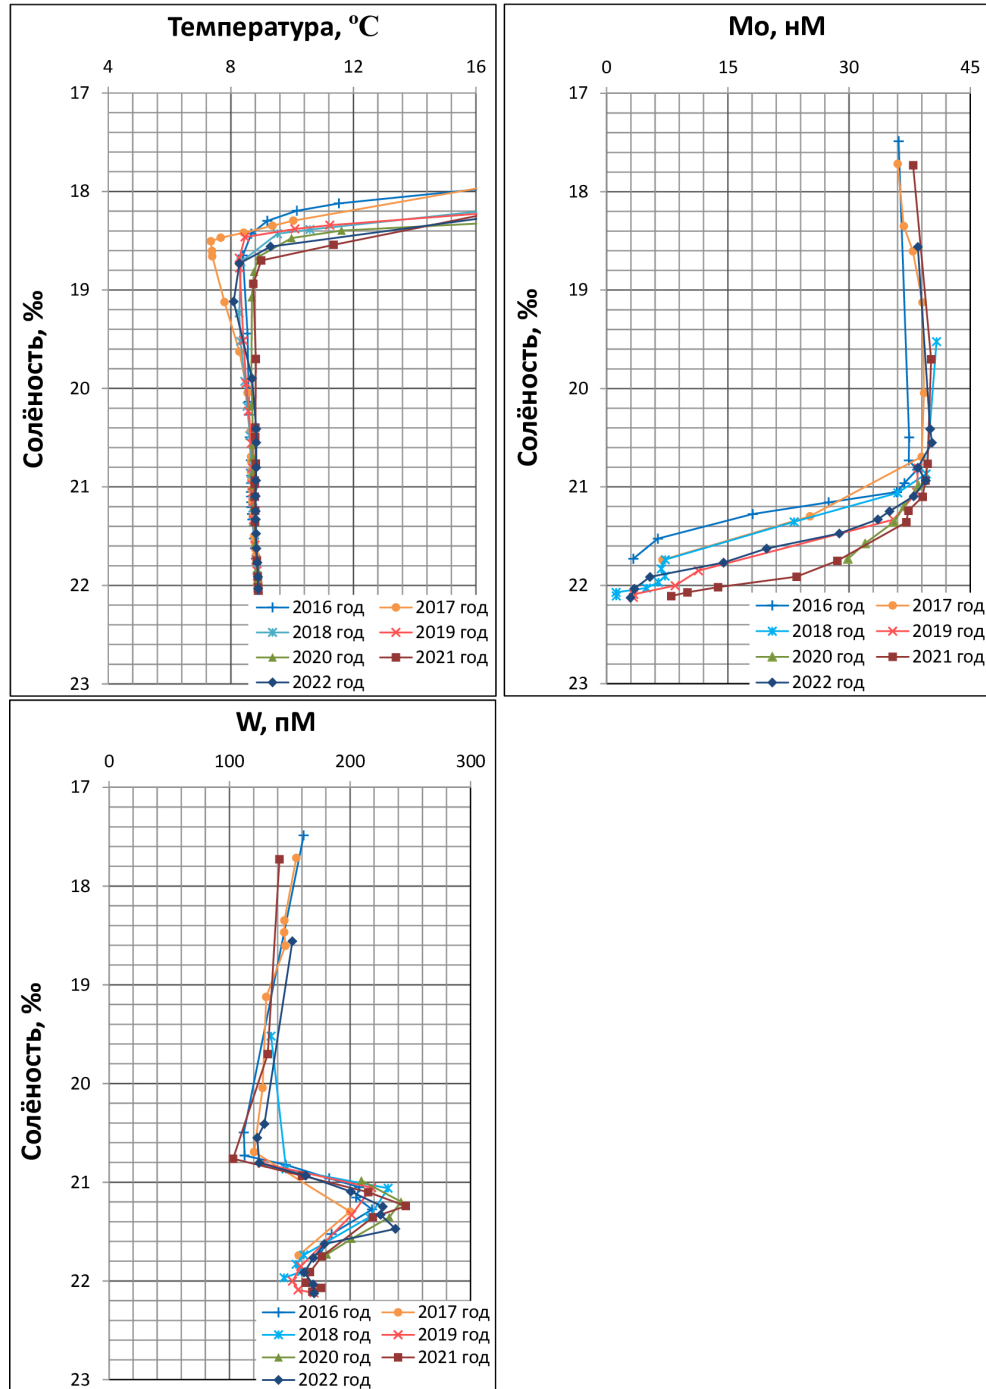 Температура, °С
4 8 12 16
17
18
19
20
21
22
23
Солёность, ‰
2016 год 2017 год
2018 год 2019 год
2020 год 2021 год
2022 год
Мо, нМ
0 15 30 45
17
18
19
20
21
22
23
Солёность, ‰
2016 год 2017 год
2018 год 2019 год
2020 год 2021 год
2022 год
W, пМ
0 100 200 300
17
18
19
20
21
22
23
Солёность, ‰
2016 год 2017 год
2018 год 2019 год
2020 год 2021 год
2022 год